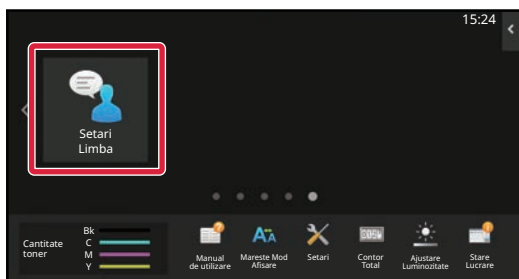 15:24
Setari
Limba
Cantitate
toner
Bk
C
M
Y
Manual
de utilizare
Mareste Mod
Afisare
Setari
Contor
Total
Ajustare
Luminozitate
Stare
Lucrare